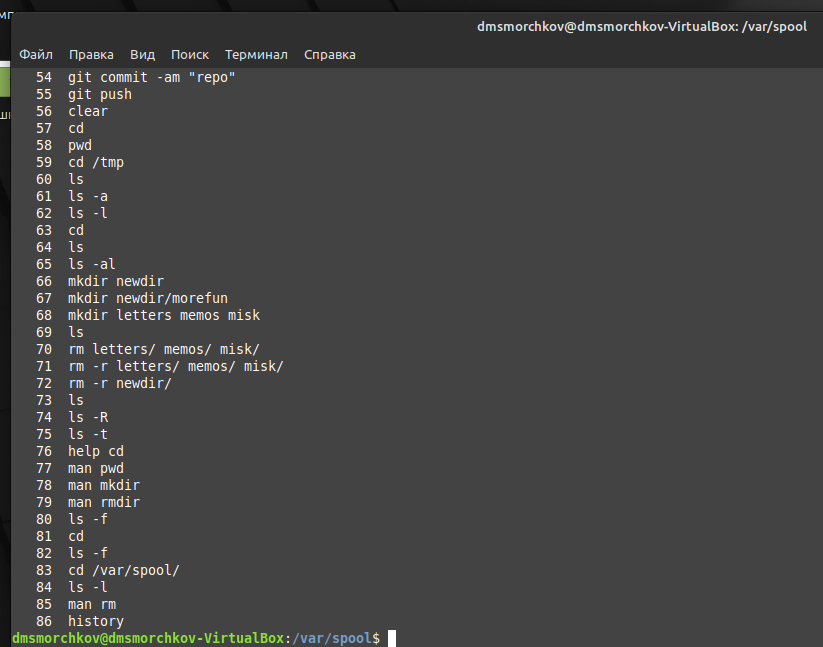 dmsmorchkov@dmsmorchkov-VirtualBox: /var/spool
Файл Правка Вид Поиск Терминал Справка
54 git commit -am "repo"
55 git push
56 clear
57 cd
58 pwd
59 cd /tmp
60 ls
61 ls -a
62 ls -l
63 cd
64 ls
65 ls -al
66 mkdir newdir
67 mkdir newdir/morefun
68 mkdir letters memos misk
69 ls
70 rm letters/ memos/ misk/
71 rm -r letters/ memos/ misk/
72 rm -r newdir/
73 ls
74 ls -R
75 ls -t
76 help cd
77 man pwd
78 man mkdir
79 man rmdir
80 ls -f
81 cd
82 ls -f
83 cd /var/spool/
84 ls -l
85 man rm
86 history
dmsmorchkov@dmsmorchkov-VirtualBox:/var/spool$